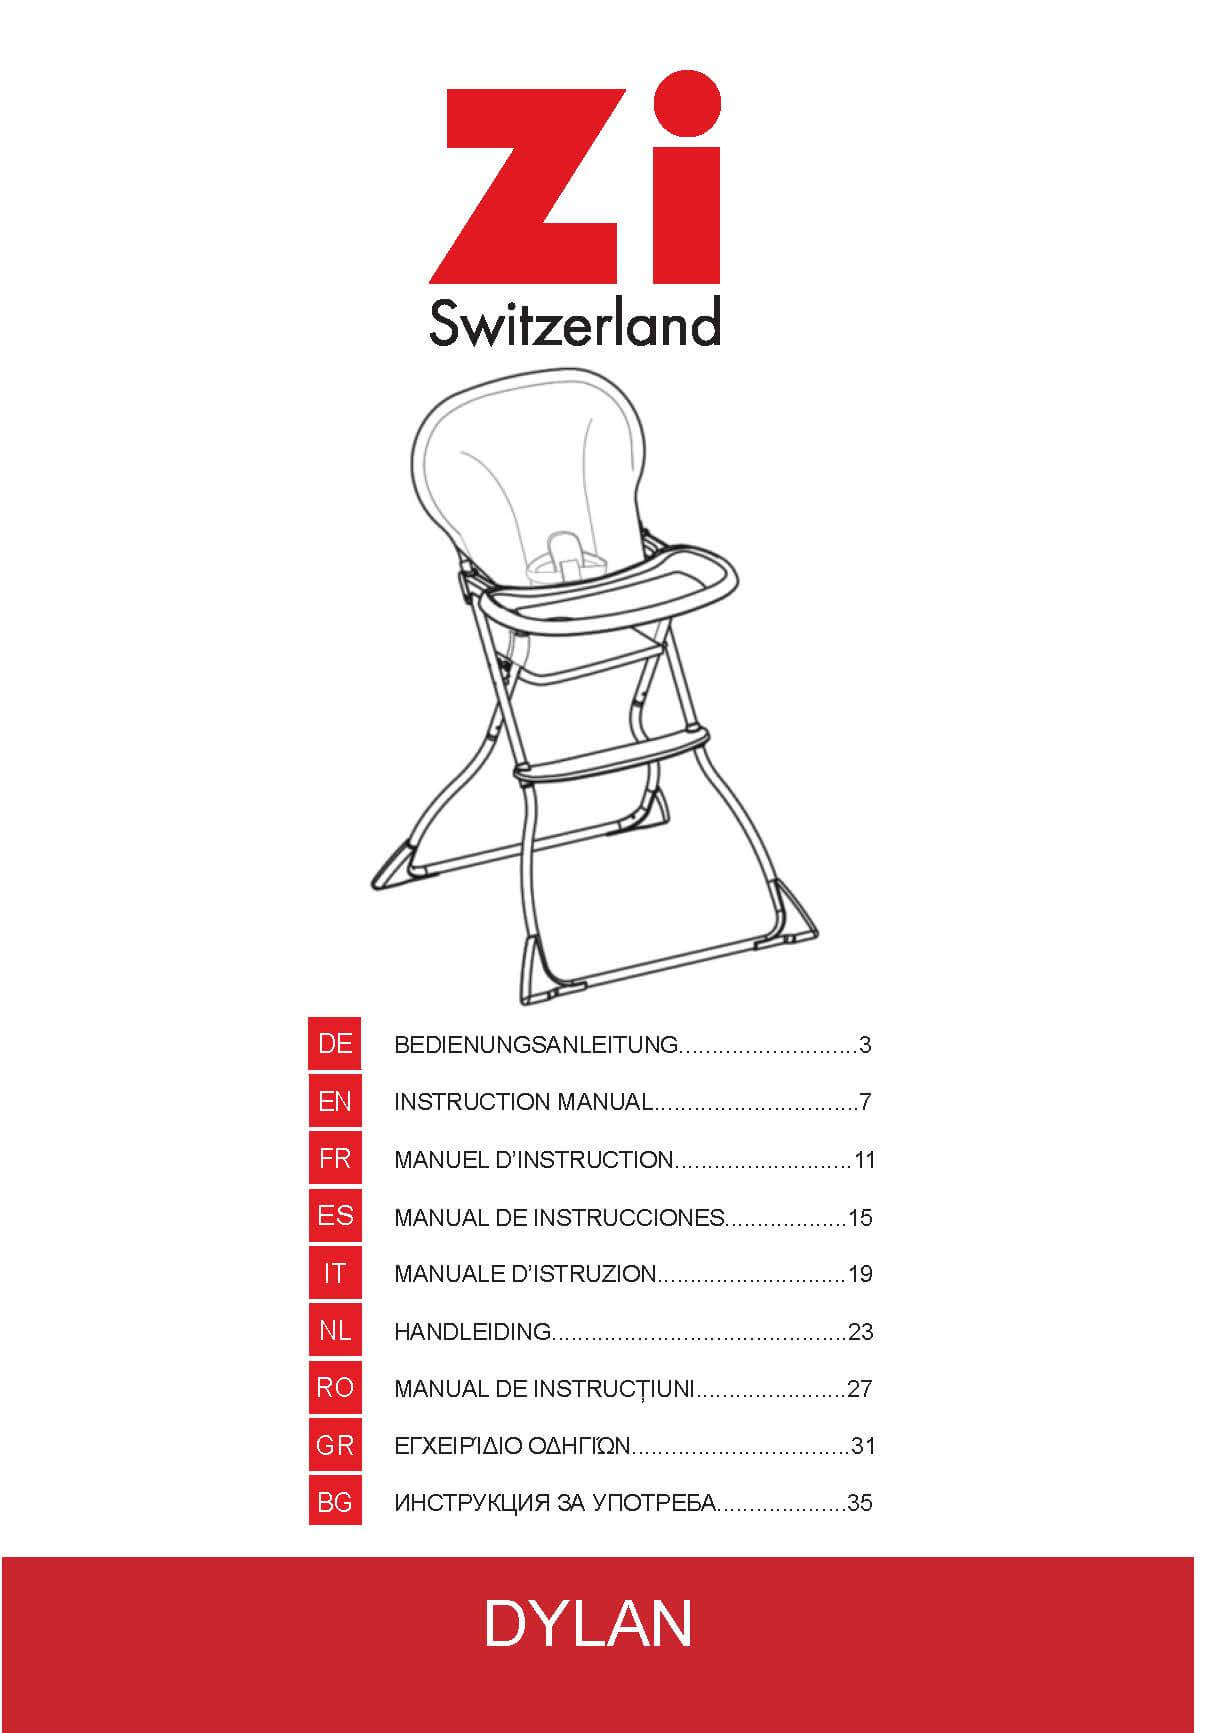 Zi
Switzerland
DE BEDIENUNGSANLEITUNG...........................3
EN INSTRUCTION MANUAL...............................7
FR MANUEL D’INSTRUCTION...........................11
ES MANUAL DE INSTRUCCIONES...................15
IT MANUALE D’ISTRUZION.............................19
NL HANDLEIDING.............................................23
RO MANUAL DE INSTRUCȚIUNI.......................27
GR ΕΓΧΕΙΡΊΔΙΟ ΟΔΗΓΙΏΝ.................................31
BG ИНСТРУКЦИЯ ЗА УПОТРЕБА....................35
DYLAN